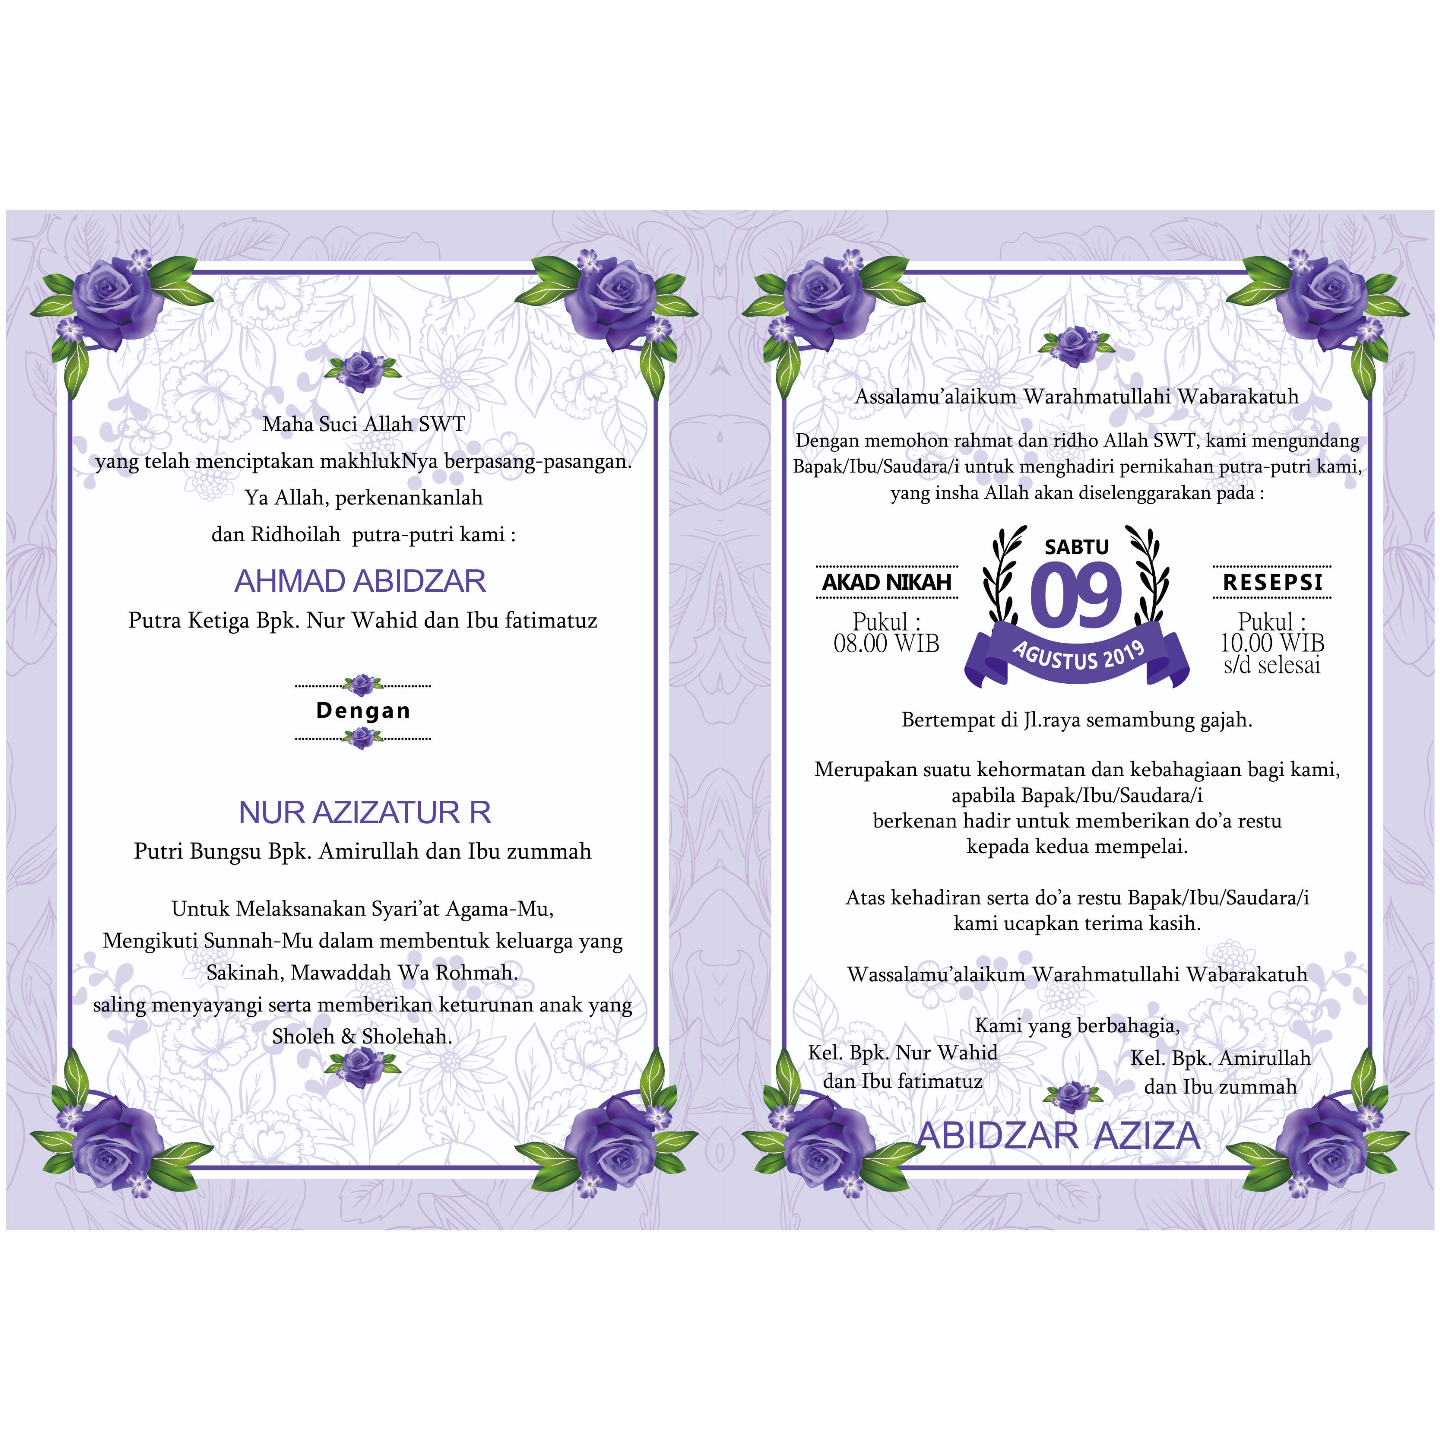 Maha Suci Allah SWT
yang telah menciptakan makhlukNya berpasang-pasangan.
Ya Allah, perkenankanlah
dan Ridhoilah putra-putri kami :
AHMAD ABIDZAR
Putra Ketiga Bpk. Nur Wahid dan Ibu fatimatuz
Dengan
NUR AZIZATUR R
Putri Bungsu Bpk. Amirullah dan Ibu zummah
Untuk Melaksanakan Syari’at Agama-Mu,
Mengikuti Sunnah-Mu dalam membentuk keluarga yang
Sakinah, Mawaddah Wa Rohmah.
saling menyayangi serta memberikan keturunan anak yang
Sholeh & Sholehah.
Assalamu’alaikum Warahmatullahi Wabarakatuh
Dengan memohon rahmat dan ridho Allah SWT, kami mengundang
Bapak/Ibu/Saudara/i untuk menghadiri pernikahan putra-putri kami,
yang insha Allah akan diselenggarakan pada :
AKAD NIKAH
Pukul :
08.00 WIB
SABTU
09
AGUSTUS 2019
RESEPSI
Pukul :
10.00 WIB
s/d selesai
Bertempat di Jl.raya semambung gajah.
Merupakan suatu kehormatan dan kebahagiaan bagi kami,
apabila Bapak/Ibu/Saudara/i
berkenan hadir untuk memberikan do’a restu
kepada kedua mempelai.
Atas kehadiran serta do’a restu Bapak/Ibu/Saudara/i
kami ucapkan terima kasih.
Wassalamu’alaikum Warahmatullahi Wabarakatuh
Kami yang berbahagia,
Kel. Bpk. Nur Wahid
dan Ibu fatimatuz
Kel. Bpk. Amirullah
dan Ibu zummah
ABIDZAR AZIZA